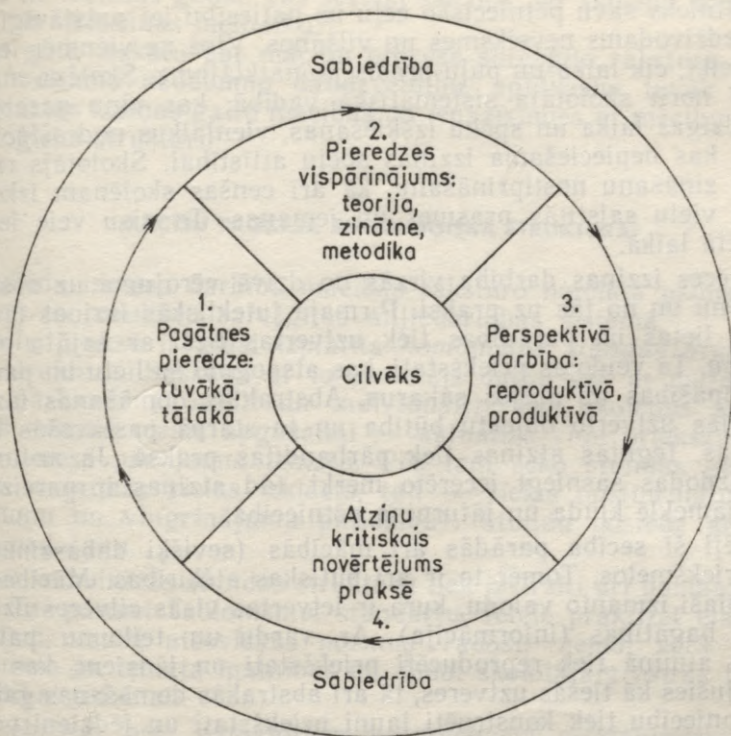 Sabiedrība
2.
Pieredzes
vispārinājums:
teorija,
zinātne,
metodika
1.
Pagātnes
pieredze:
tuvākā,
tālākā
Cilvēks
3.
Perspektīvā
darbība:
reproduktīvā,
produktīvā
Atziņu
kritiskais
novērtējums
praksē
4.
Sabiedrība